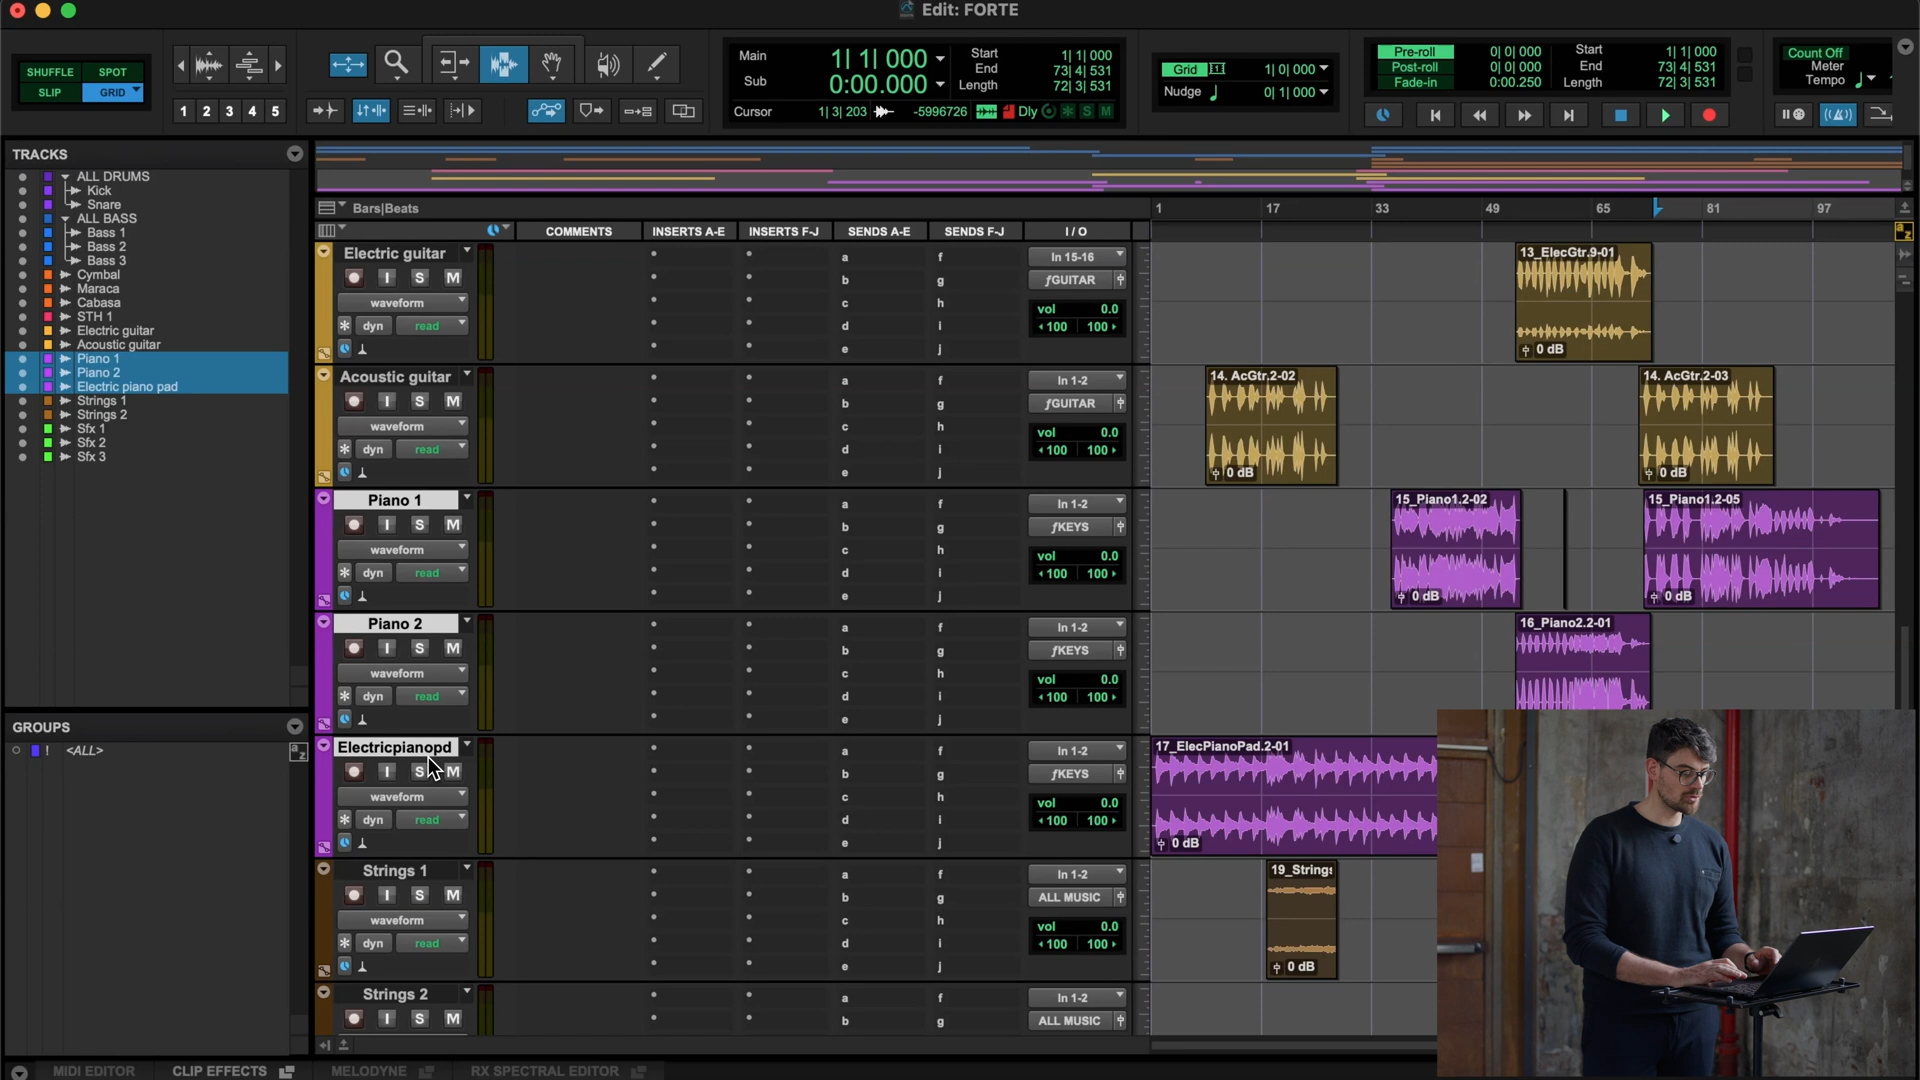 Edit: FORTE
SHUFFLE SPOT
SLIP GRID
1 2 3 4 5
Main 1| 1| 000
Sub 0:00.000
Start 1| 1| 000
End 73| 4| 531
Length 72| 3| 531
Cursor 1| 3| 203 -5996726 Dly S M
Grid 1| 0| 000
Nudge 0| 1| 000
Pre-roll 0| 0| 000
Post-roll 0| 0| 000
Fade-in 0:00.250
Start 1| 1| 000
End 73| 4| 531
Length 72| 3| 531
Count Off
Meter
Tempo
TRACKS
ALL DRUMS
Kick
Snare
ALL BASS
Bass 1
Bass 2
Bass 3
Cymbal
Maraca
Cabasa
STH 1
Electric guitar
Acoustic guitar
Piano 1
Piano 2
Electric piano pad
Strings 1
Strings 2
Sfx 1
Sfx 2
Sfx 3
GROUPS
! <ALL>
a z
Bars|Beats 1 17 33 49 65 81 97
COMMENTS INSERTS A-E INSERTS F-J SENDS A-E SENDS F-J I / O
a z
Electric guitar a f In 15-16 13_ElecGtr.9-01
I S M b g ƒGUITAR
waveform c h vol 0.0
dyn read d i 100 100
e j 0 dB
Acoustic guitar a f In 1-2 14. AcGtr.2-02 14. AcGtr.2-03
I S M b g ƒGUITAR
waveform c h vol 0.0
dyn read d i 100 100
e j 0 dB 0 dB
Piano 1 a f In 1-2 15_Piano1.2-02 15_Piano1.2-05
I S M b g ƒKEYS
waveform c h vol 0.0
dyn read d i 100 100
e j 0 dB 0 dB
Piano 2 a f In 1-2 16_Piano2.2-01
I S M b g ƒKEYS
waveform c h vol 0.0
dyn read d i 100 100
e j
Electricpianopd a f In 1-2 17_ElecPianoPad.2-01
I S M b g ƒKEYS
waveform c h vol 0.0
dyn read d i 100 100
e j 0 dB
Strings 1 a f In 1-2 19_Strings
I S M b g ALL MUSIC
waveform c h vol 0.0
dyn read d i 100 100
e j 0 dB
Strings 2 a f In 1-2
I S M b g ALL MUSIC
MIDI EDITOR CLIP EFFECTS MELODYNE RX SPECTRAL EDITOR